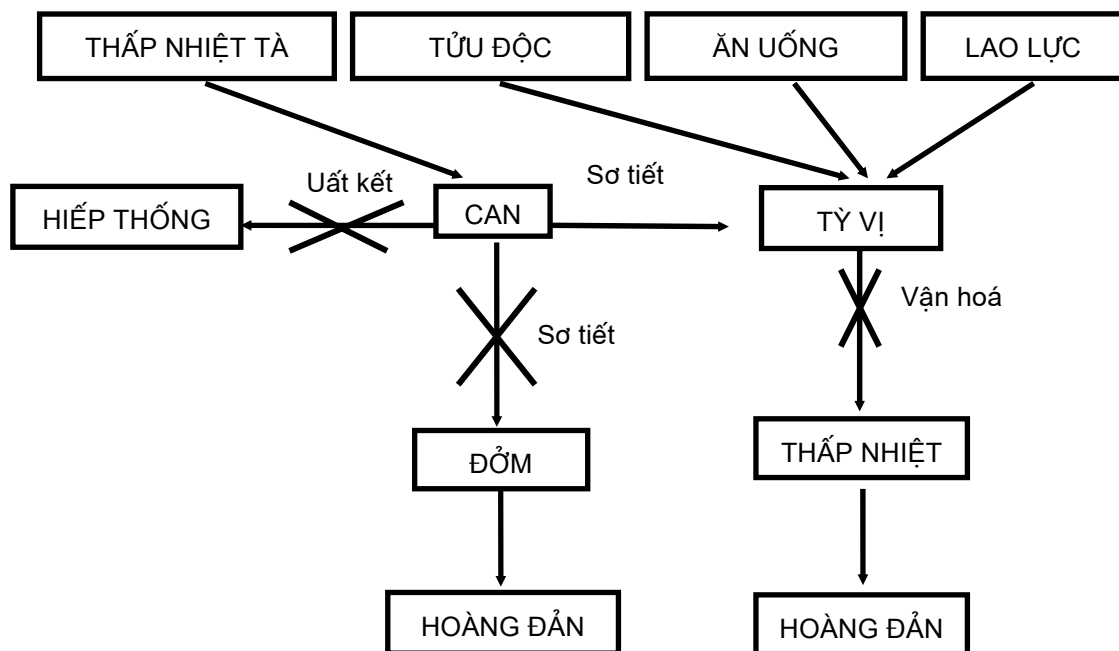 THẤP NHIỆT TÀ
TỬU ĐỘC
ĂN UỐNG
LAO LỰC
Uất kết
Sơ tiết
HIẾP THỐNG
CAN
TỲ VỊ
Vận hoá
Sơ tiết
ĐỞM
THẤP NHIỆT
HOÀNG ĐẢN
HOÀNG ĐẢN